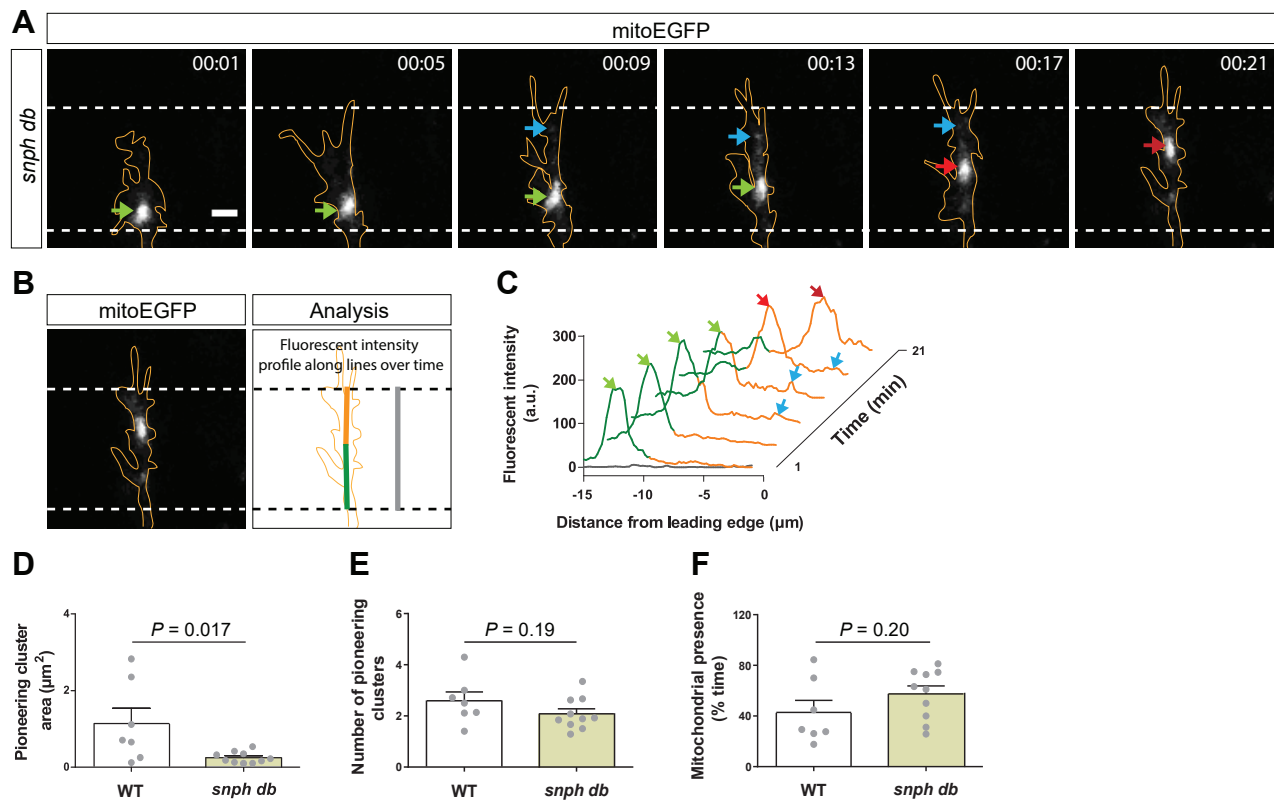 A
mitoEGFP
snph db
00:01
00:05
00:09
00:13
00:17
00:21
B
mitoEGFP
Analysis
Fluorescent intensity
profile along lines over time
C
Fluorescent intensity
(a.u.)
300
200
100
0
-15
-10
-5
0
Distance from leading edge (µm)
1
21
Time (min)
D
Pioneering cluster
area (µm²)
4
2
0
P = 0.017
WT
snph db
E
Number of pioneering
clusters
6
4
2
0
P = 0.19
WT
snph db
F
Mitochondrial presence
(% time)
120
80
40
0
P = 0.20
WT
snph db